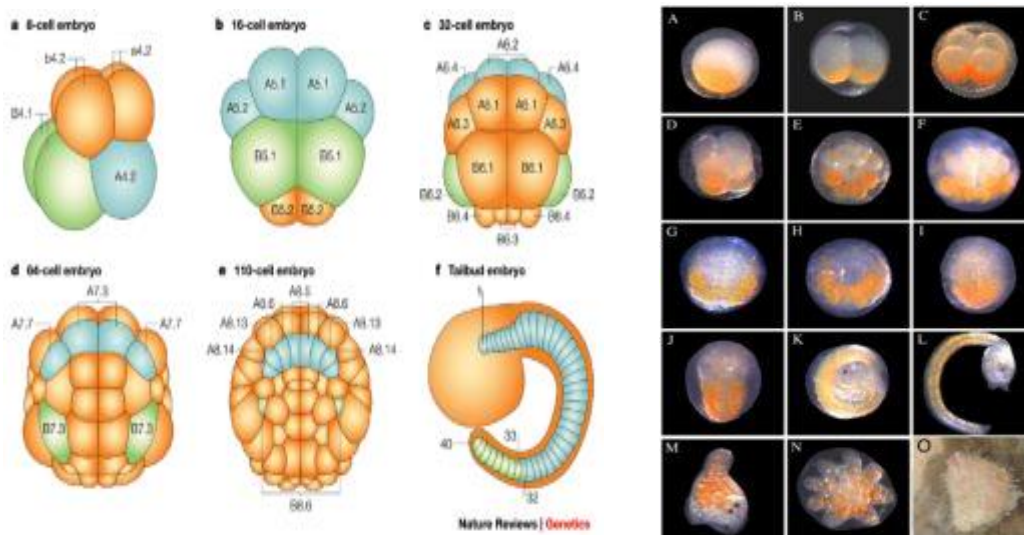 a 8-cell embryo
b4.2
a4.2
B4.1
A4.2
b 16-cell embryo
A5.1 A5.1
A5.2 A5.2
B5.1 B5.1
B5.2 B5.2
c 32-cell embryo
A6.2
A6.4 A6.4
A6.1 A6.1
A6.3 A6.3
B6.1 B6.1
B6.2 B6.2
B6.4 B6.4
B6.3
d 64-cell embryo
A7.3
A7.7 A7.7
B7.3 B7.3
e 110-cell embryo
A8.5
A8.6 A8.6
A8.13 A8.13
A8.14 A8.14
B8.6
f Tailbud embryo
1
33
40
32
Nature Reviews | Genetics
A B C
D E F
G H I
J K L
M N O